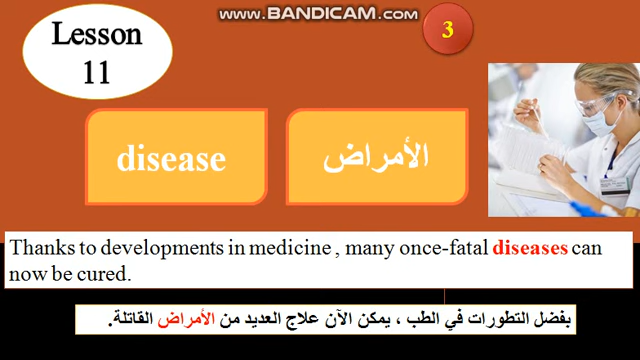 www.BANDICAM.com
Lesson
11
3
disease
الأمراض
Thanks to developments in medicine , many once-fatal diseases can
now be cured.
بفضل التطورات في الطب ، يمكن الآن علاج العديد من الأمراض القاتلة.